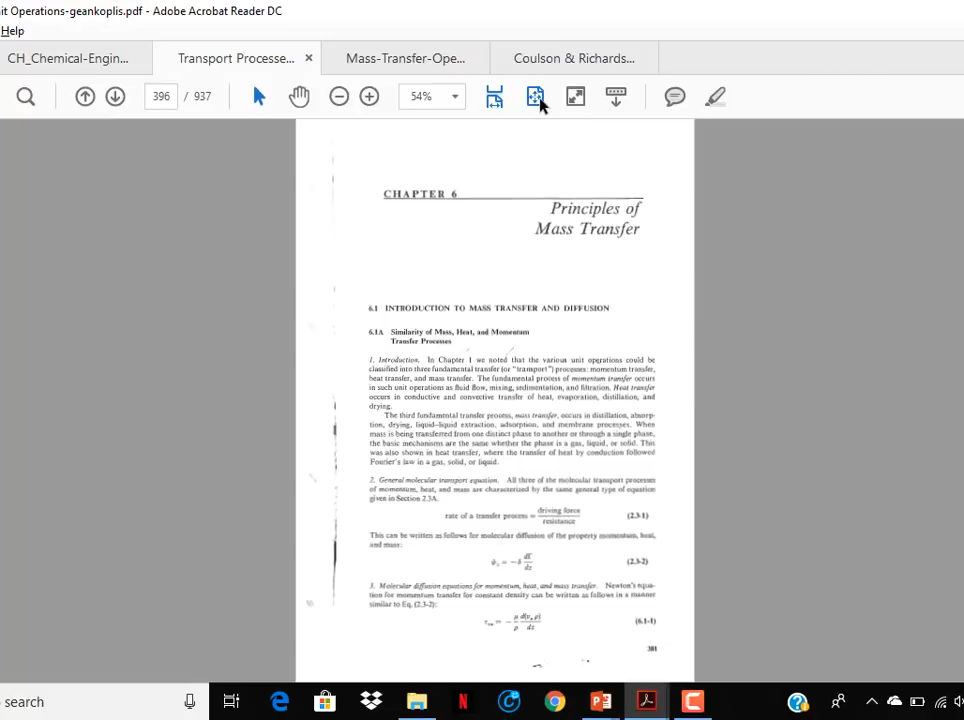 it Operations-geankoplis.pdf - Adobe Acrobat Reader DC
Help
CH_Chemical-Engin...
Transport Processe... ×
Mass-Transfer-Ope...
Coulson & Richards...
396 / 937
54%
CHAPTER 6
Principles of
Mass Transfer
6.1 INTRODUCTION TO MASS TRANSFER AND DIFFUSION
6.1A Similarity of Mass, Heat, and Momentum
Transfer Processes
1. Introduction. In Chapter 1 we noted that the various unit operations could be
classified into three fundamental transfer (or "transport") processes: momentum transfer,
heat transfer, and mass transfer. The fundamental process of momentum transfer occurs
in such unit operations as fluid flow, mixing, sedimentation, and filtration. Heat transfer
occurs in conductive and convective transfer of heat, evaporation, distillation, and
drying.
The third fundamental transfer process, mass transfer, occurs in distillation, absorp-
tion, drying, liquid–liquid extraction, adsorption, and membrane processes. When
mass is being transferred from one distinct phase to another or through a single phase,
the basic mechanisms are the same whether the phase is a gas, liquid, or solid. This
was also shown in heat transfer, where the transfer of heat by conduction followed
Fourier's law in a gas, solid, or liquid.
2. General molecular transport equation. All three of the molecular transport processes
of momentum, heat, and mass are characterized by the same general type of equation
given in Section 2.3A.
rate of a transfer process = driving force / resistance (2.3-1)
This can be written as follows for molecular diffusion of the property momentum, heat,
and mass:
ψz = −δ dΓ/dz (2.3-2)
3. Molecular diffusion equations for momentum, heat, and mass transfer. Newton's equa-
tion for momentum transfer for constant density can be written as follows in a manner
similar to Eq. (2.3-2):
τzx = − μ/ρ d(vxρ)/dz (6.1-1)
381
search